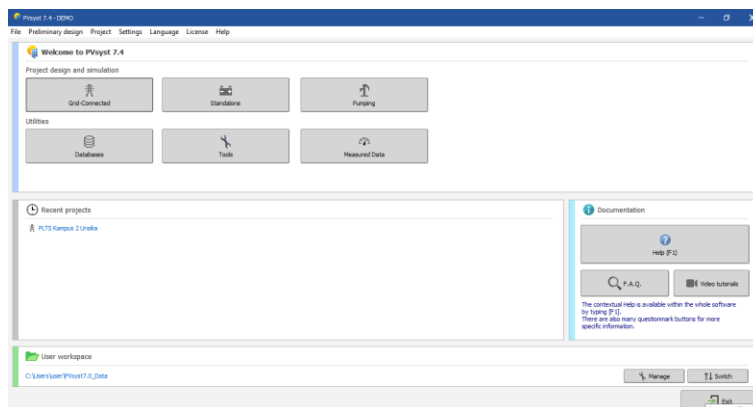 PVsyst 7.4 - DEMO
File Preliminary design Project Settings Language License Help
Welcome to PVsyst 7.4
Project design and simulation
Grid-Connected Standalone Pumping
Utilities
Databases Tools Measured Data
Recent projects
PLTS Kampus 2 Unsika
Documentation
Help (F1)
F.A.Q. Video tutorials
The contextual Help is available within the whole software
by typing [F1].
There are also many questionmark buttons for more
specific information.
User workspace
C:\Users\user\PVsyst7.0_Data
Manage Switch
Exit